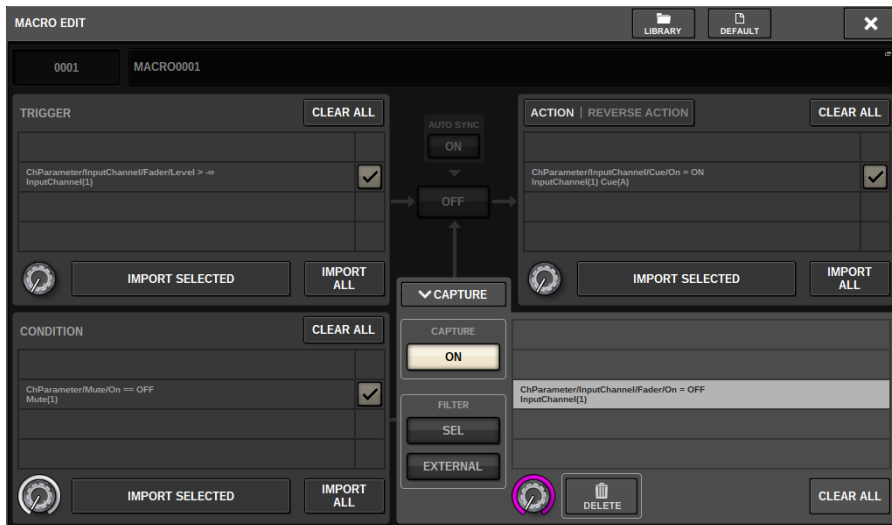 MACRO EDIT
LIBRARY
DEFAULT
0001
MACRO0001
TRIGGER
CLEAR ALL
ChParameter/InputChannel/Fader/Level > -∞
InputChannel(1)
IMPORT SELECTED
IMPORT
ALL
AUTO SYNC
ON
OFF
ACTION | REVERSE ACTION
CLEAR ALL
ChParameter/InputChannel/Cue/On = ON
InputChannel(1) Cue(A)
IMPORT SELECTED
IMPORT
ALL
CONDITION
CLEAR ALL
ChParameter/Mute/On == OFF
Mute(1)
IMPORT SELECTED
IMPORT
ALL
CAPTURE
CAPTURE
ON
FILTER
SEL
EXTERNAL
ChParameter/InputChannel/Fader/On = OFF
InputChannel(1)
DELETE
CLEAR ALL